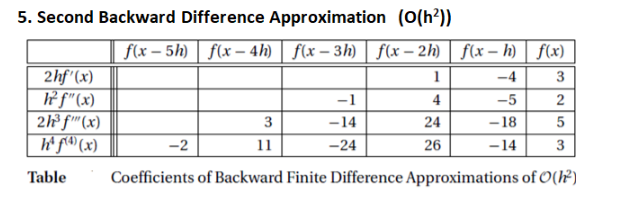 5. Second Backward Difference Approximation (O(h²))
f(x − 5h) f(x − 4h) f(x − 3h) f(x − 2h) f(x − h) f(x)
2hf′(x) 1 −4 3
h²f″(x) −1 4 −5 2
2h³f‴(x) 3 −14 24 −18 5
h⁴f⁽⁴⁾(x) −2 11 −24 26 −14 3
Table Coefficients of Backward Finite Difference Approximations of O(h²)